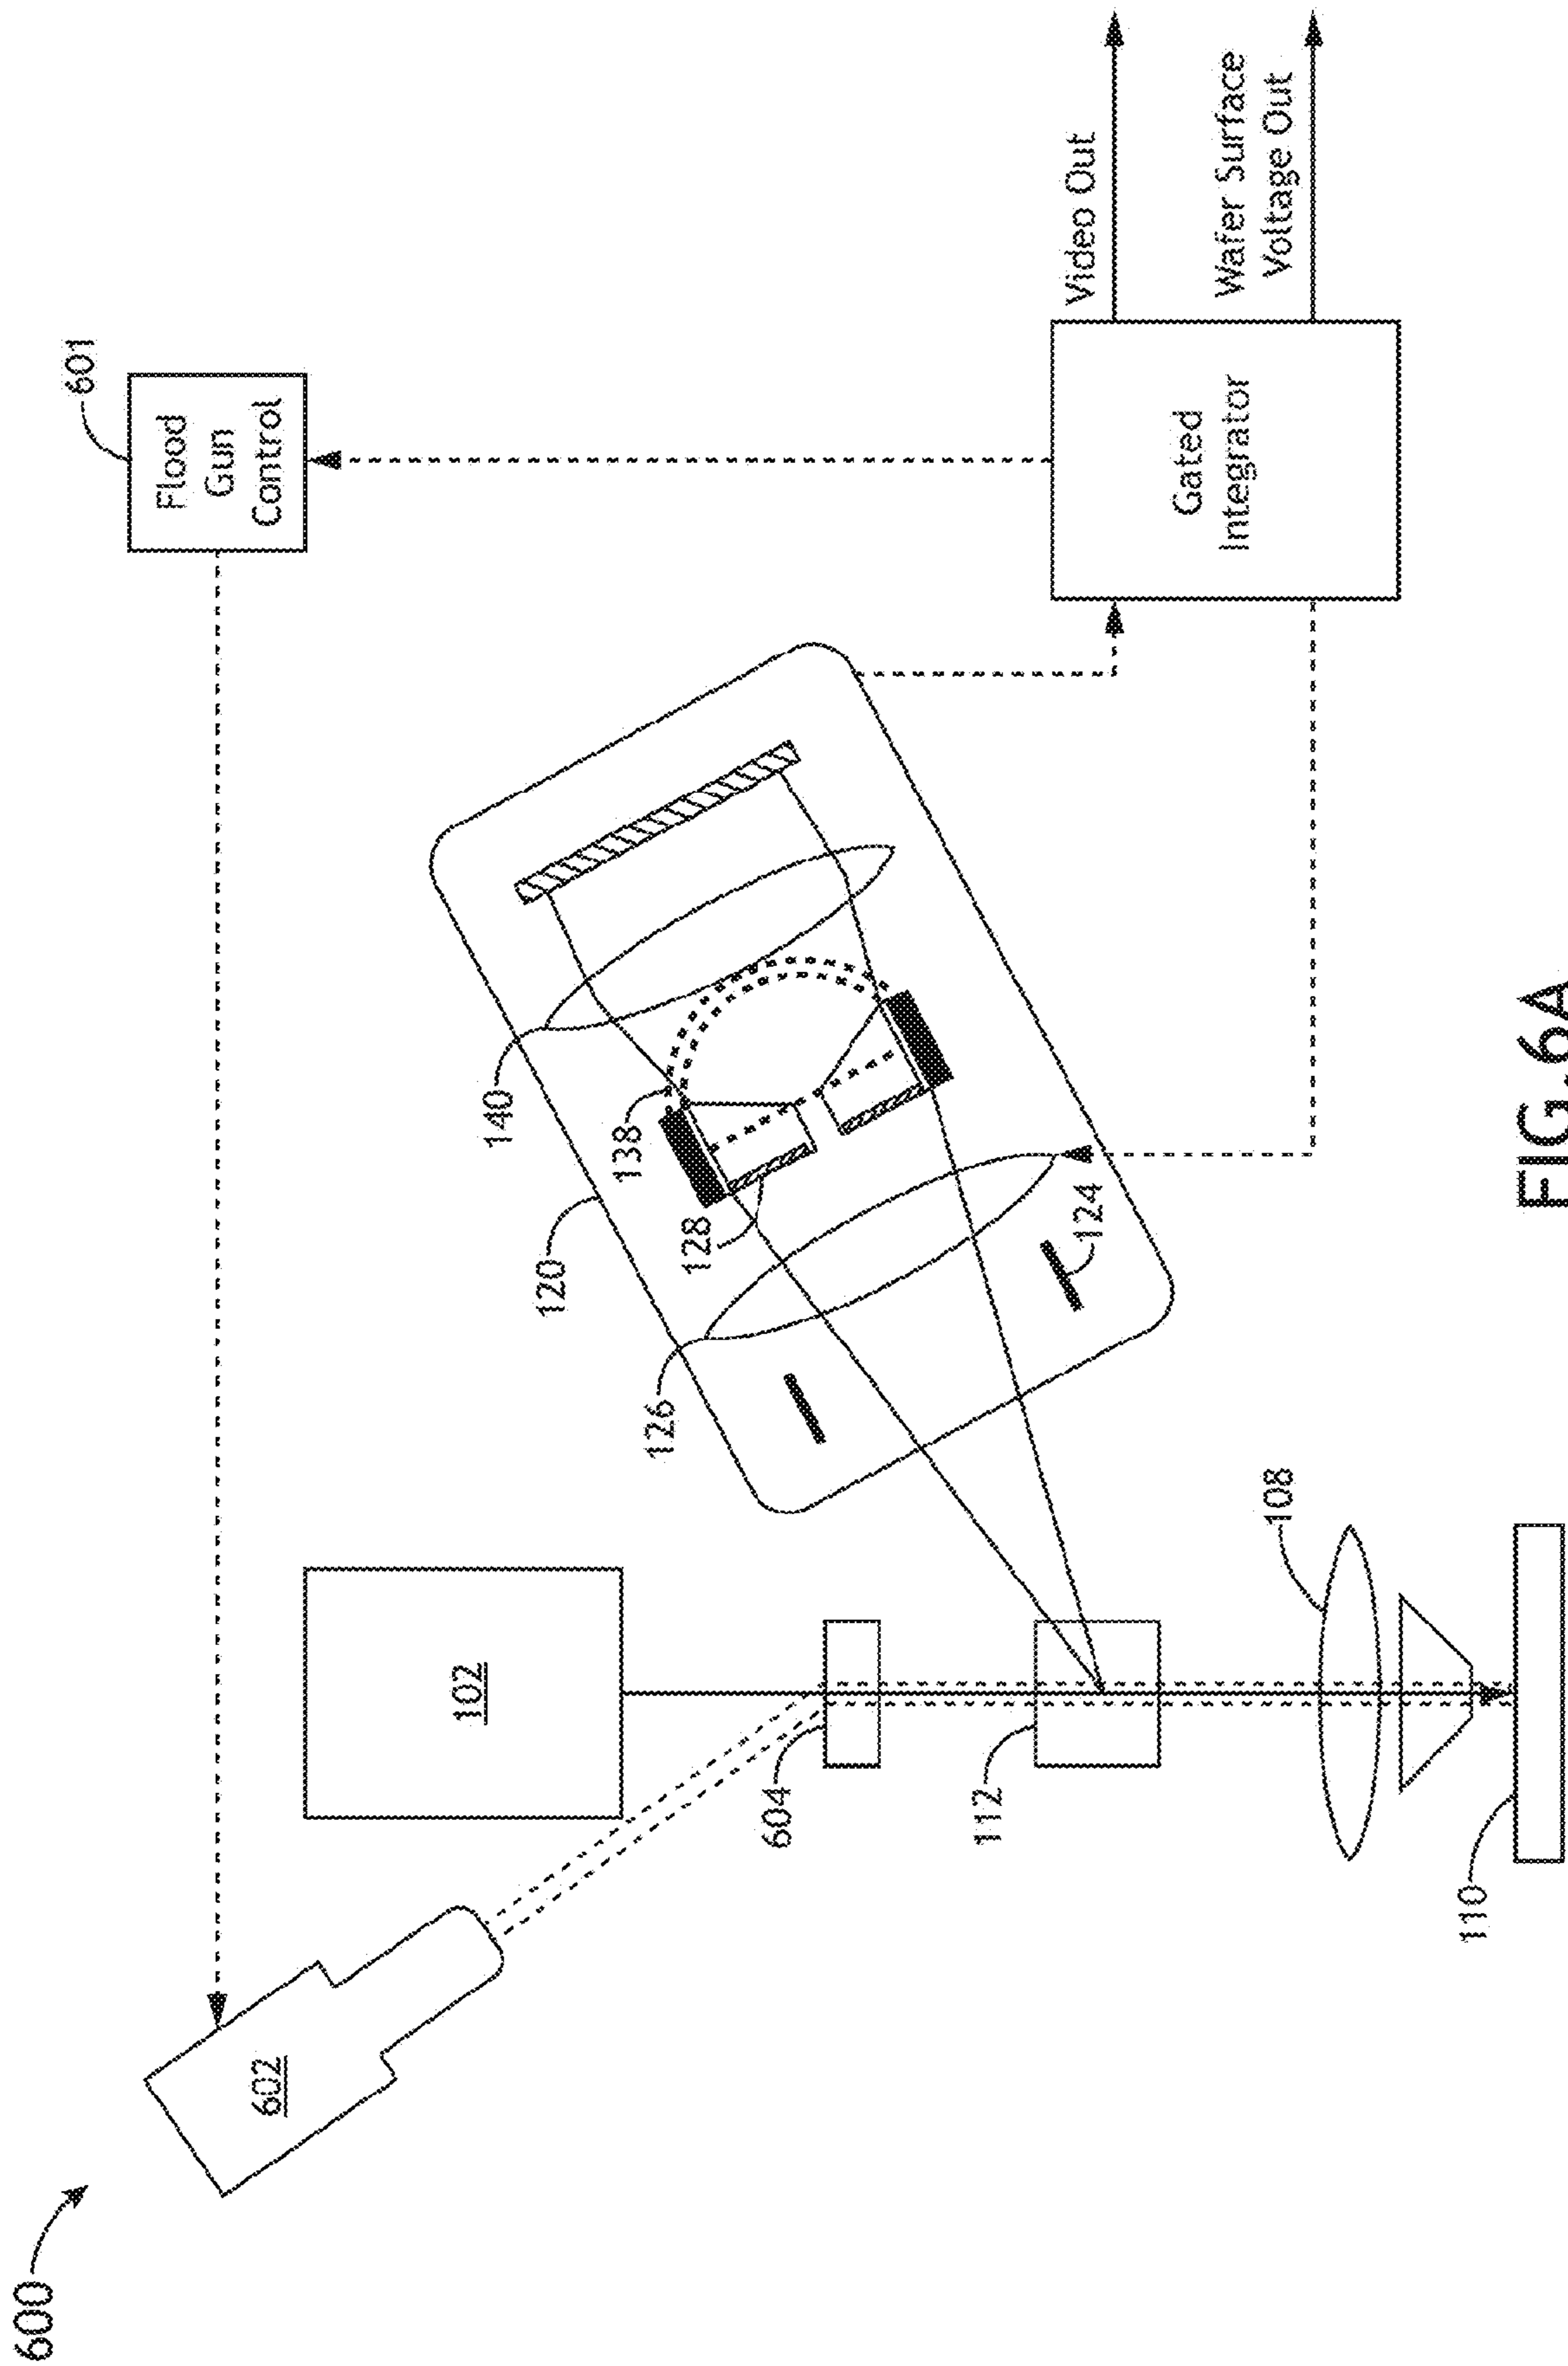 600
602
102
604
112
110
108
601
Flood
Gun
Control
140
138
120
128
126
124
Gated
Integrator
Video Out
Wafer Surface
Voltage Out
FIG.6A